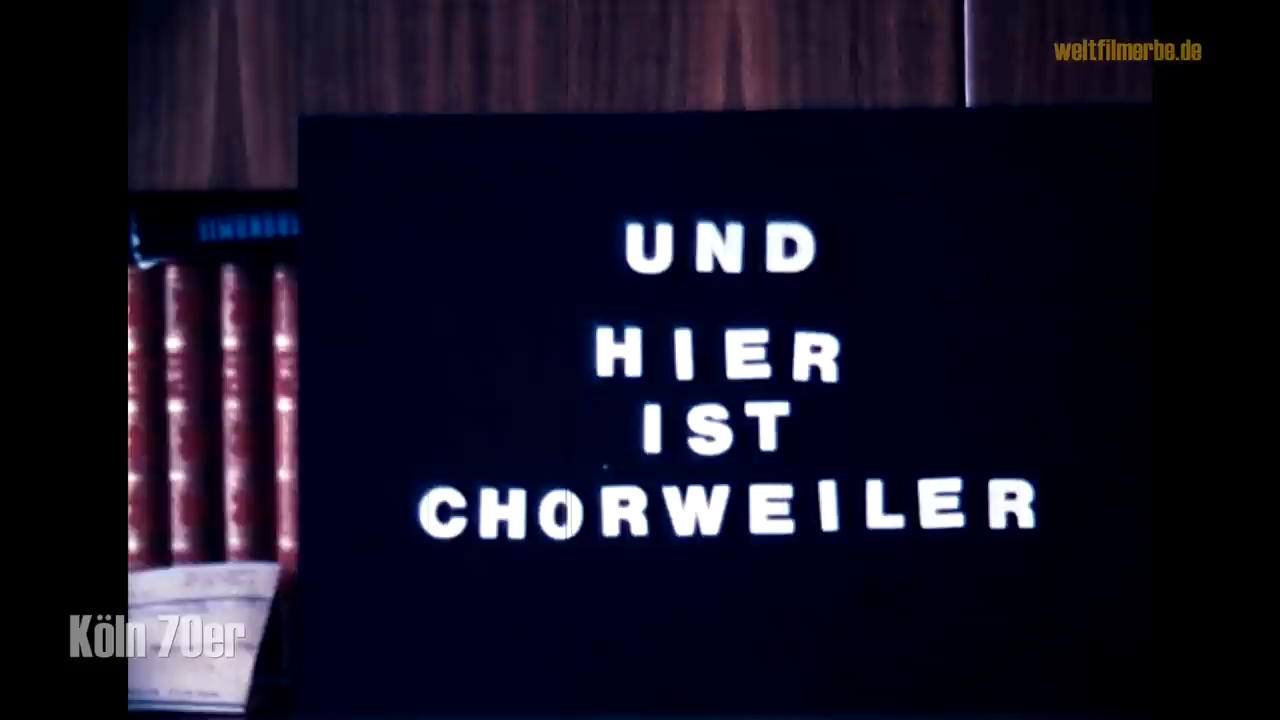 weltfilmerbe.de
UND
HIER
IST
CHORWEILER
Köln 70er